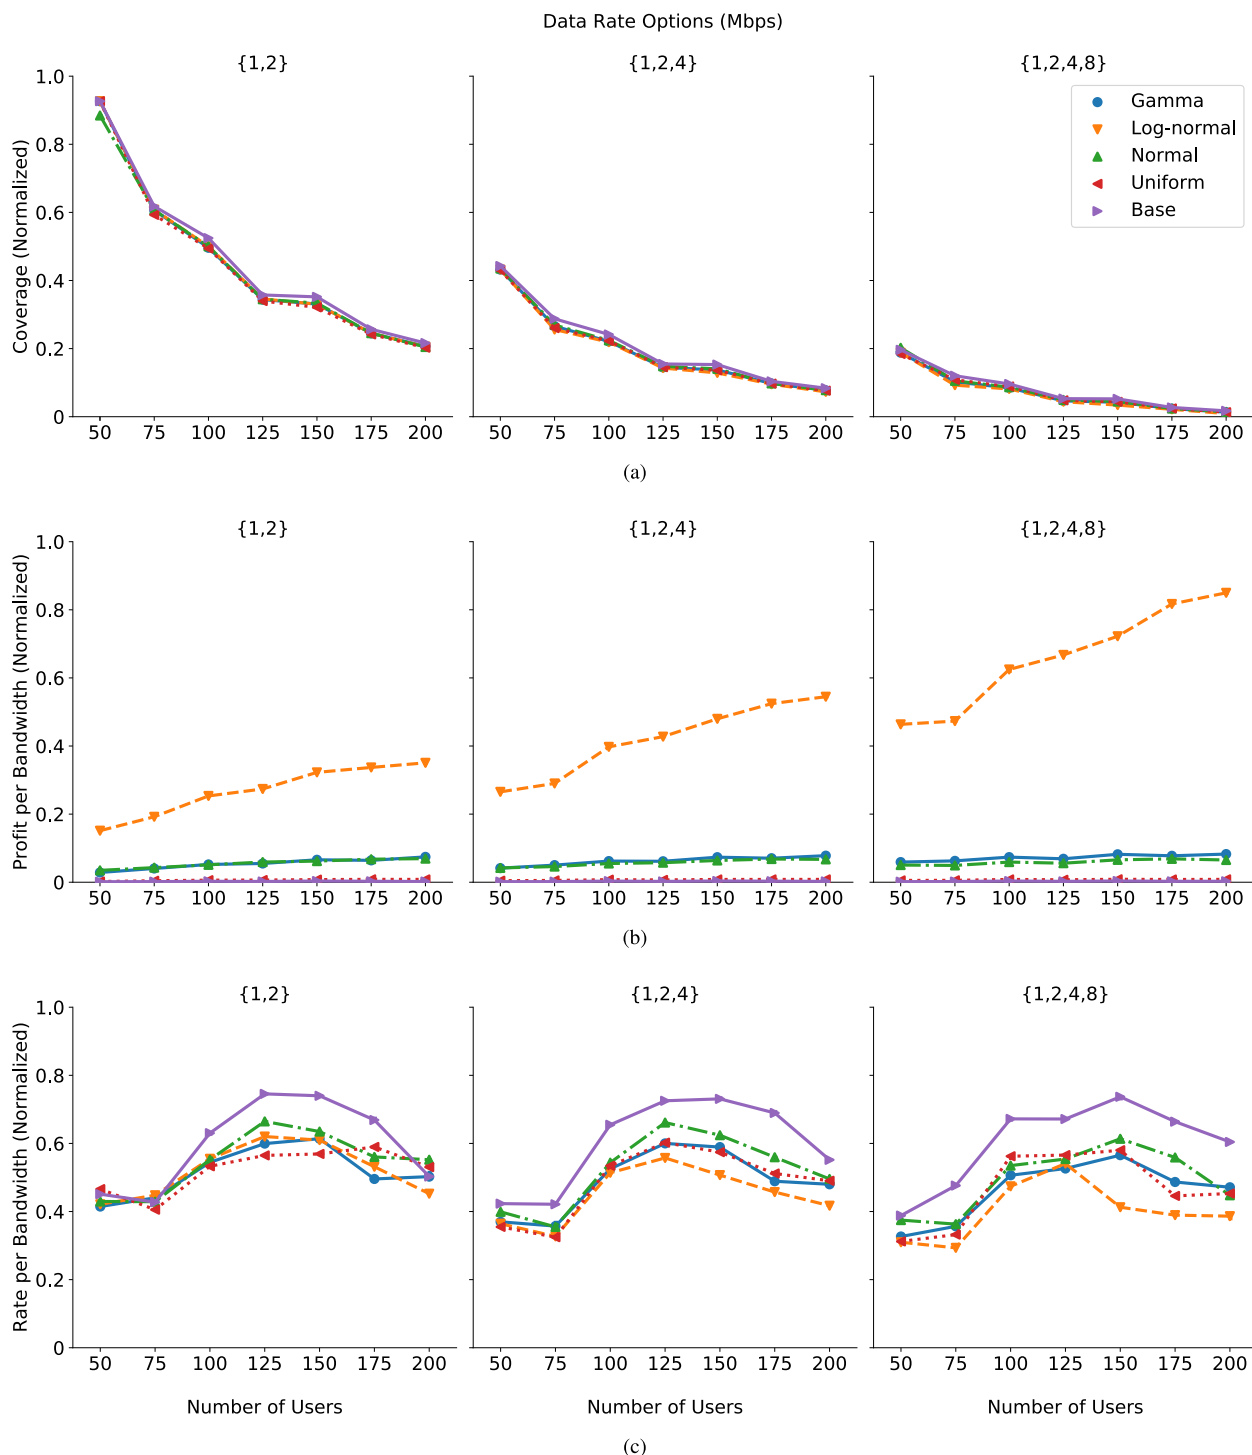 Data Rate Options (Mbps)
{1,2} {1,2,4} {1,2,4,8}
Coverage (Normalized)
1.0
0.8
0.6
0.4
0.2
0
50 75 100 125 150 175 200
50 75 100 125 150 175 200
50 75 100 125 150 175 200
Gamma
Log-normal
Normal
Uniform
Base
(a)
{1,2} {1,2,4} {1,2,4,8}
Profit per Bandwidth (Normalized)
1.0
0.8
0.6
0.4
0.2
0
50 75 100 125 150 175 200
50 75 100 125 150 175 200
50 75 100 125 150 175 200
(b)
{1,2} {1,2,4} {1,2,4,8}
Rate per Bandwidth (Normalized)
1.0
0.8
0.6
0.4
0.2
0
50 75 100 125 150 175 200
50 75 100 125 150 175 200
50 75 100 125 150 175 200
Number of Users Number of Users Number of Users
(c)